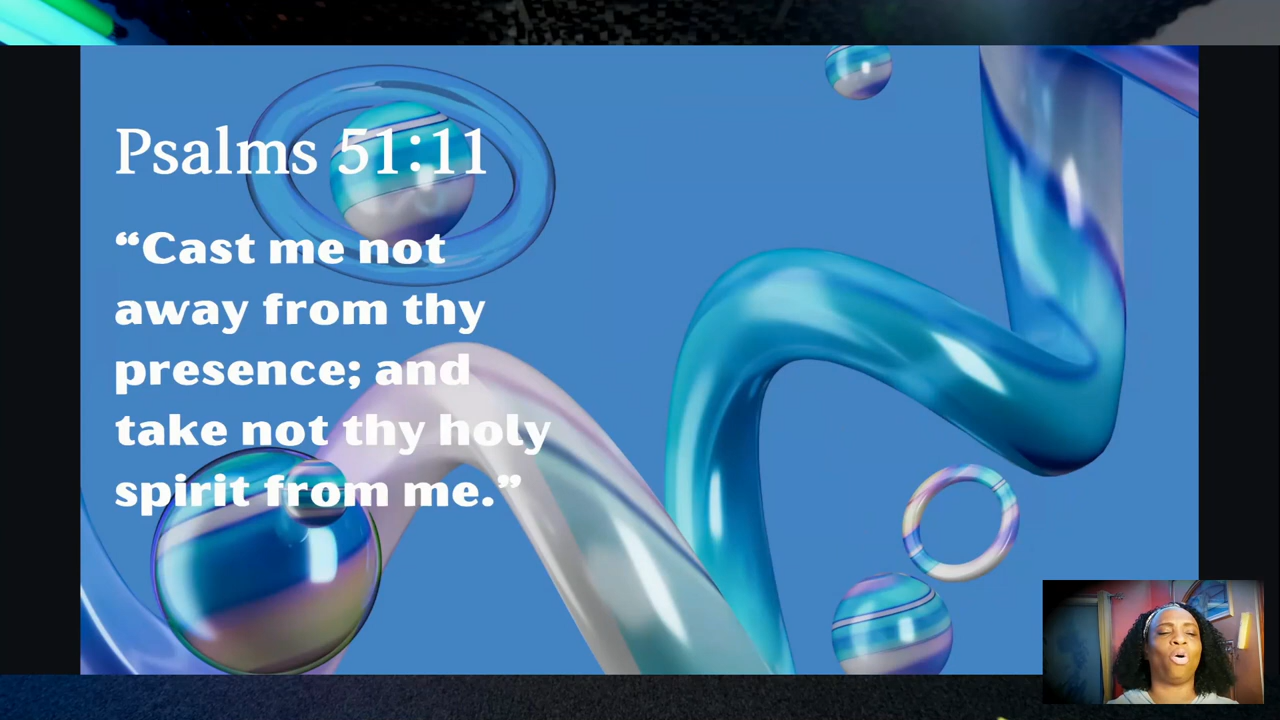 Psalms 51:11
“Cast me not
away from thy
presence; and
take not thy holy
spirit from me.”